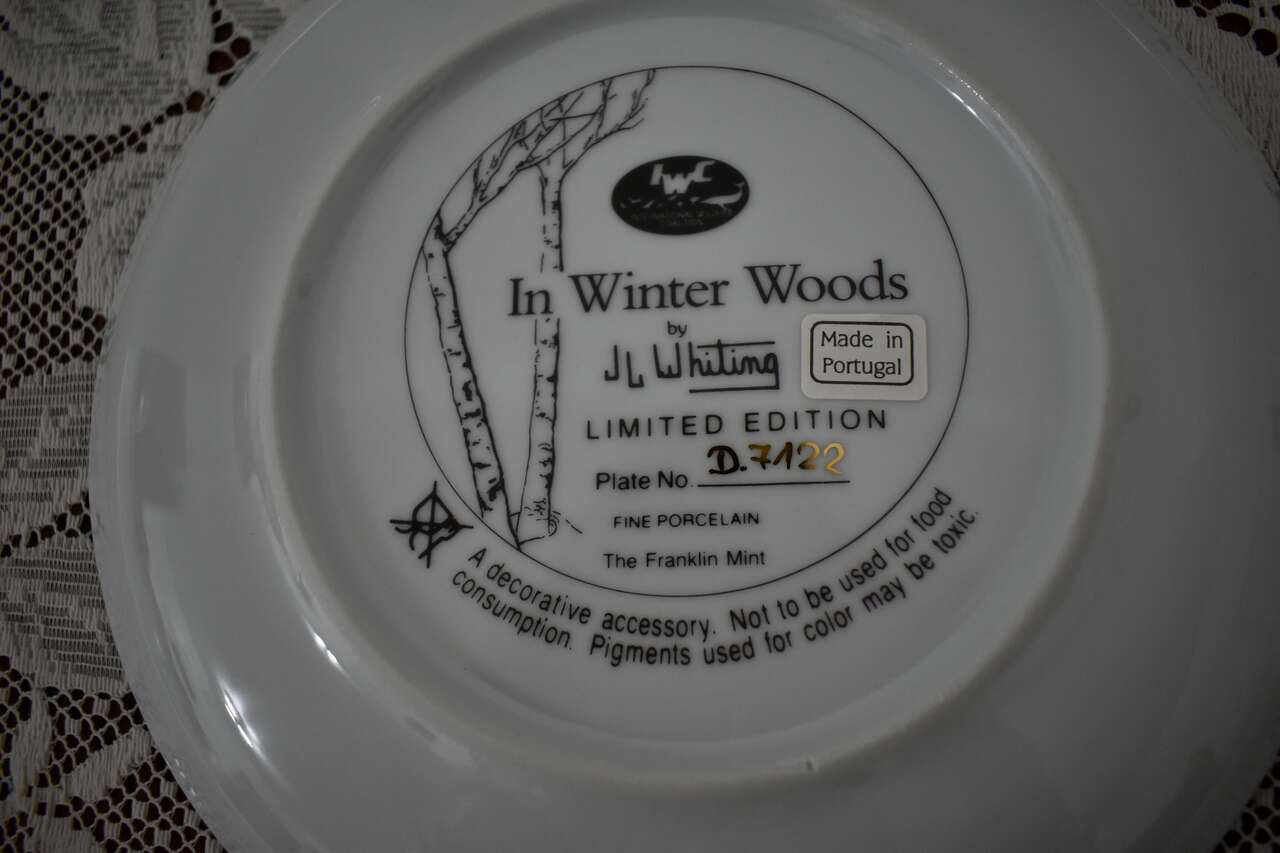 IWC
In Winter Woods
by
JL Whiting
Made in
Portugal
LIMITED EDITION
Plate No. D.7122
FINE PORCELAIN
The Franklin Mint
A decorative accessory. Not to be used for food
consumption. Pigments used for color may be toxic.